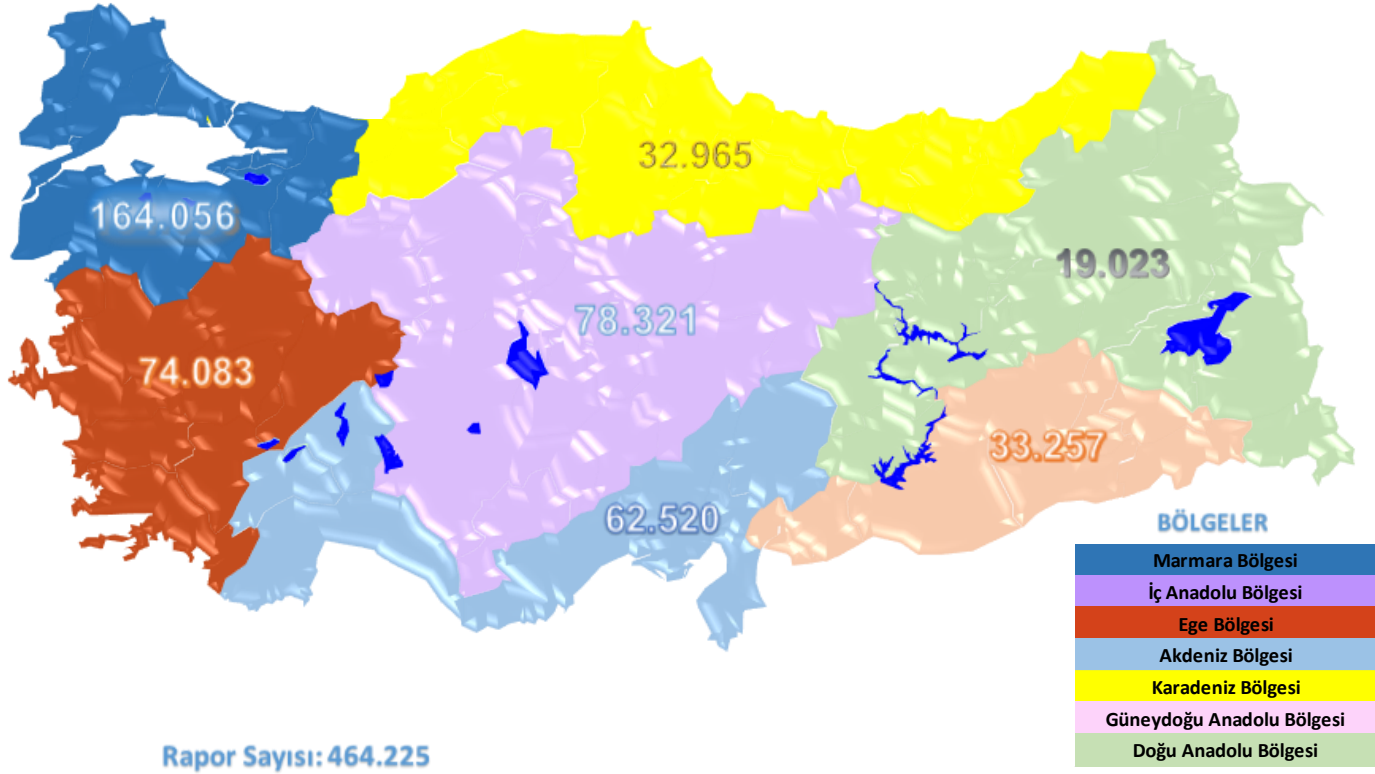 32.965
164.056
19.023
78.321
74.083
33.257
62.520
BÖLGELER
Marmara Bölgesi
İç Anadolu Bölgesi
Ege Bölgesi
Akdeniz Bölgesi
Karadeniz Bölgesi
Güneydoğu Anadolu Bölgesi
Doğu Anadolu Bölgesi
Rapor Sayısı: 464.225